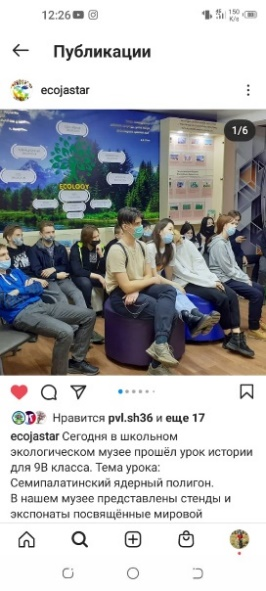 12:26
150
K/s
Публикации
ecojastar
1/6
ECOLOGY
Нравится pvl.sh36 и еще 17
ecojastar Сегодня в школьном
экологическом музее прошёл урок истории
для 9В класса. Тема урока:
Семипалатинский ядерный полигон.
В нашем музее представлены стенды и
экспонаты посвящённые мировой